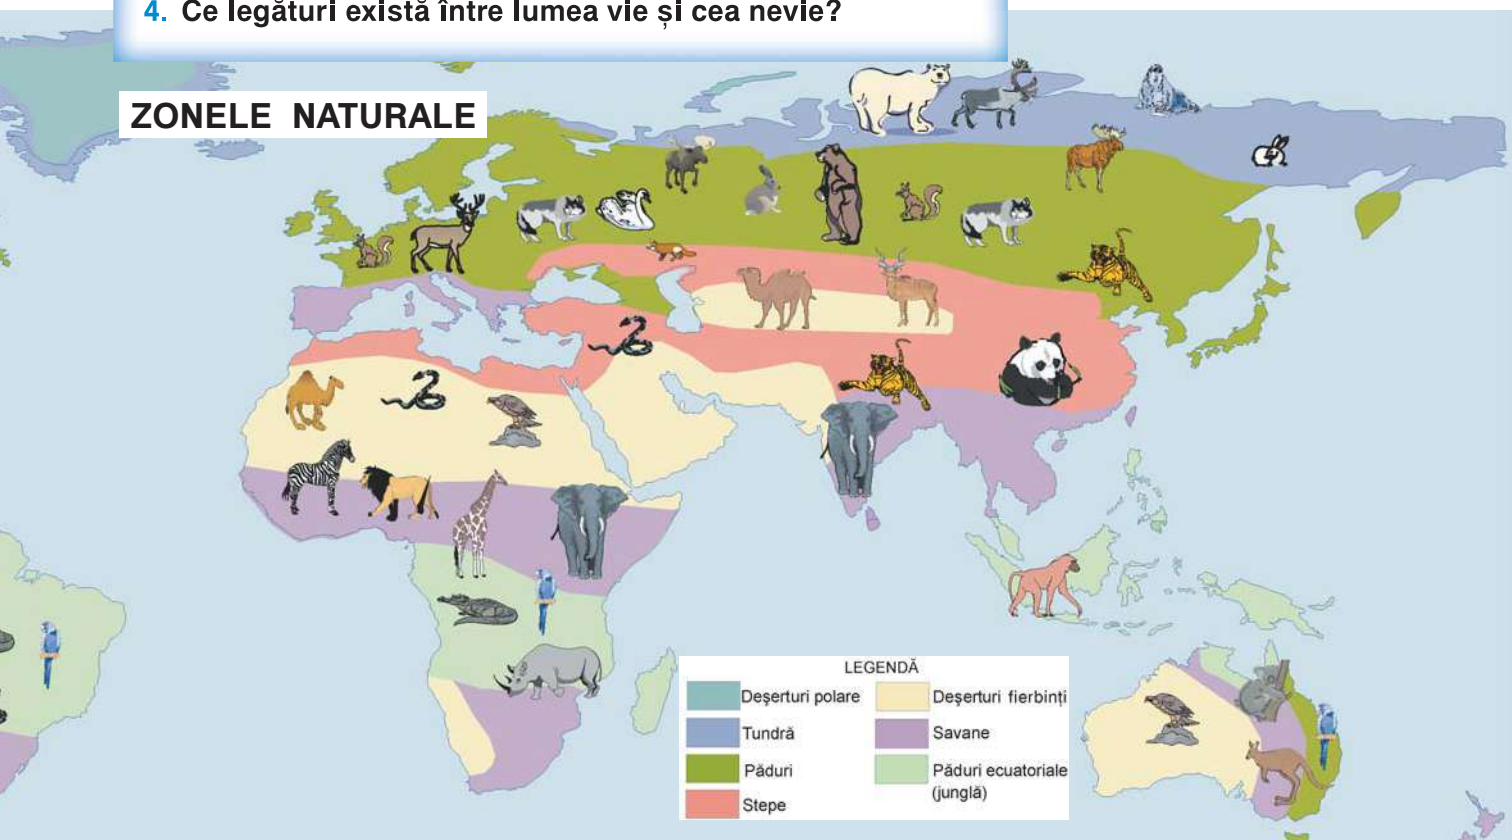 4. Ce legături există între lumea vie și cea nevie?
ZONELE NATURALE
LEGENDĂ
Deșerturi polare
Tundră
Păduri
Stepe
Deșerturi fierbinți
Savane
Păduri ecuatoriale
(junglă)